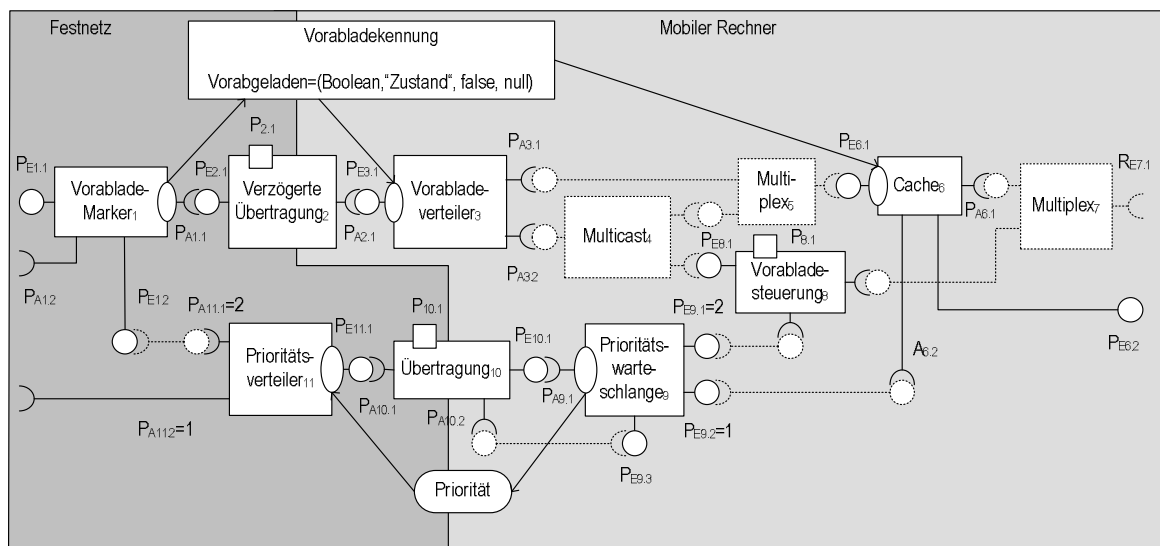 Festnetz
Mobiler Rechner
Vorabladekennung
Vorabgeladen=(Boolean,“Zustand“, false, null)
P2.1
PE1.1
PE2.1
PE3.1
PA3.1
PE6.1
RE7.1
Vorablade-
Marker1
Verzögerte
Übertragung2
Vorablade-
verteiler3
Multi-
plex5
Cache6
Multiplex7
PA1.1
PA2.1
PA6.1
Multicast4
PE8.1
P8.1
PA3.2
Vorablade-
steuerung8
PA1.2
PE1.2
PA11.1=2
PE11.1
P10.1
PE10.1
PE9.1=2
A6.2
PE6.2
Prioritäts-
verteiler11
Übertragung10
Prioritäts-
warte-
schlange9
PA10.1
PA9.1
PA10.2
PA11.2=1
PE9.2=1
PE9.3
Priorität